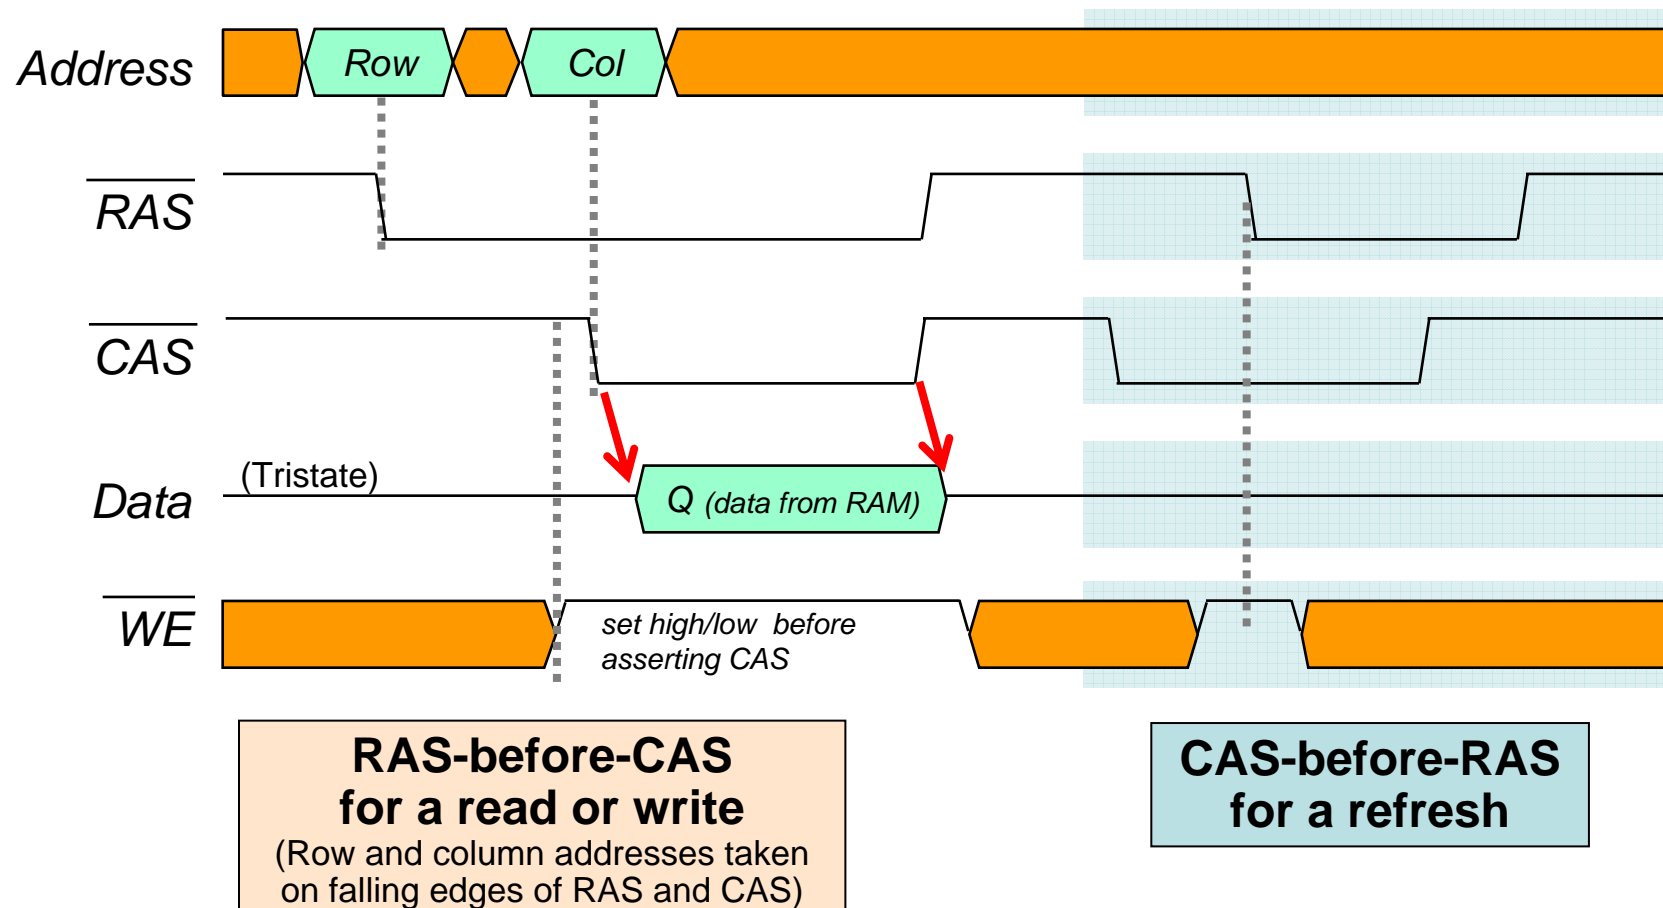 Address
Row
Col
RAS
CAS
Data
(Tristate)
Q (data from RAM)
WE
set high/low before
asserting CAS
RAS-before-CAS
for a read or write
(Row and column addresses taken
on falling edges of RAS and CAS)
CAS-before-RAS
for a refresh